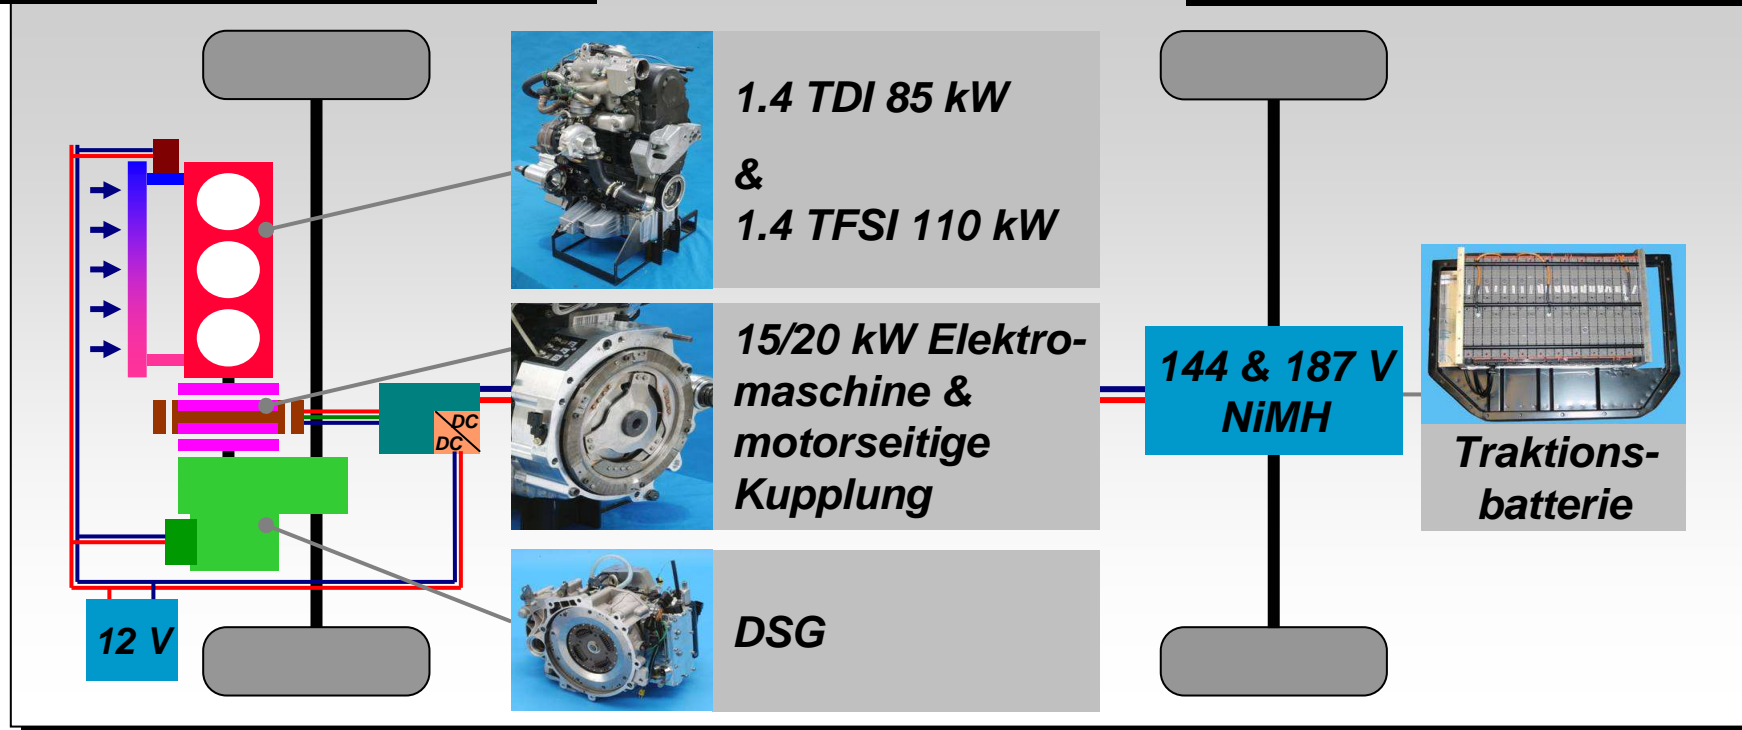 1.4 TDI 85 kW
&
1.4 TFSI 110 kW
15/20 kW Elektro-
maschine &
motorseitige
Kupplung
DSG
DC
DC
12 V
144 & 187 V
NiMH
Traktions-
batterie